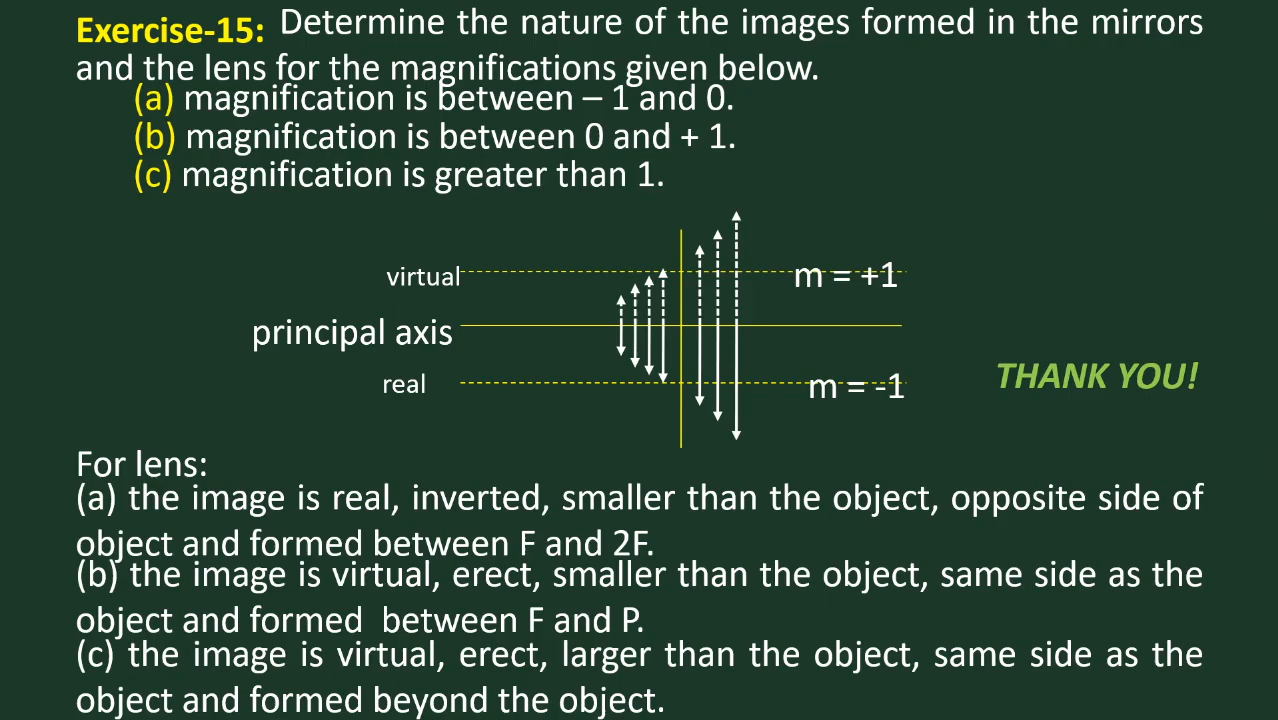 Exercise-15: Determine the nature of the images formed in the mirrors
and the lens for the magnifications given below.
(a) magnification is between – 1 and 0.
(b) magnification is between 0 and + 1.
(c) magnification is greater than 1.
virtual
m = +1
principal axis
real
m = -1
THANK YOU!
For lens:
(a) the image is real, inverted, smaller than the object, opposite side of
object and formed between F and 2F.
(b) the image is virtual, erect, smaller than the object, same side as the
object and formed between F and P.
(c) the image is virtual, erect, larger than the object, same side as the
object and formed beyond the object.